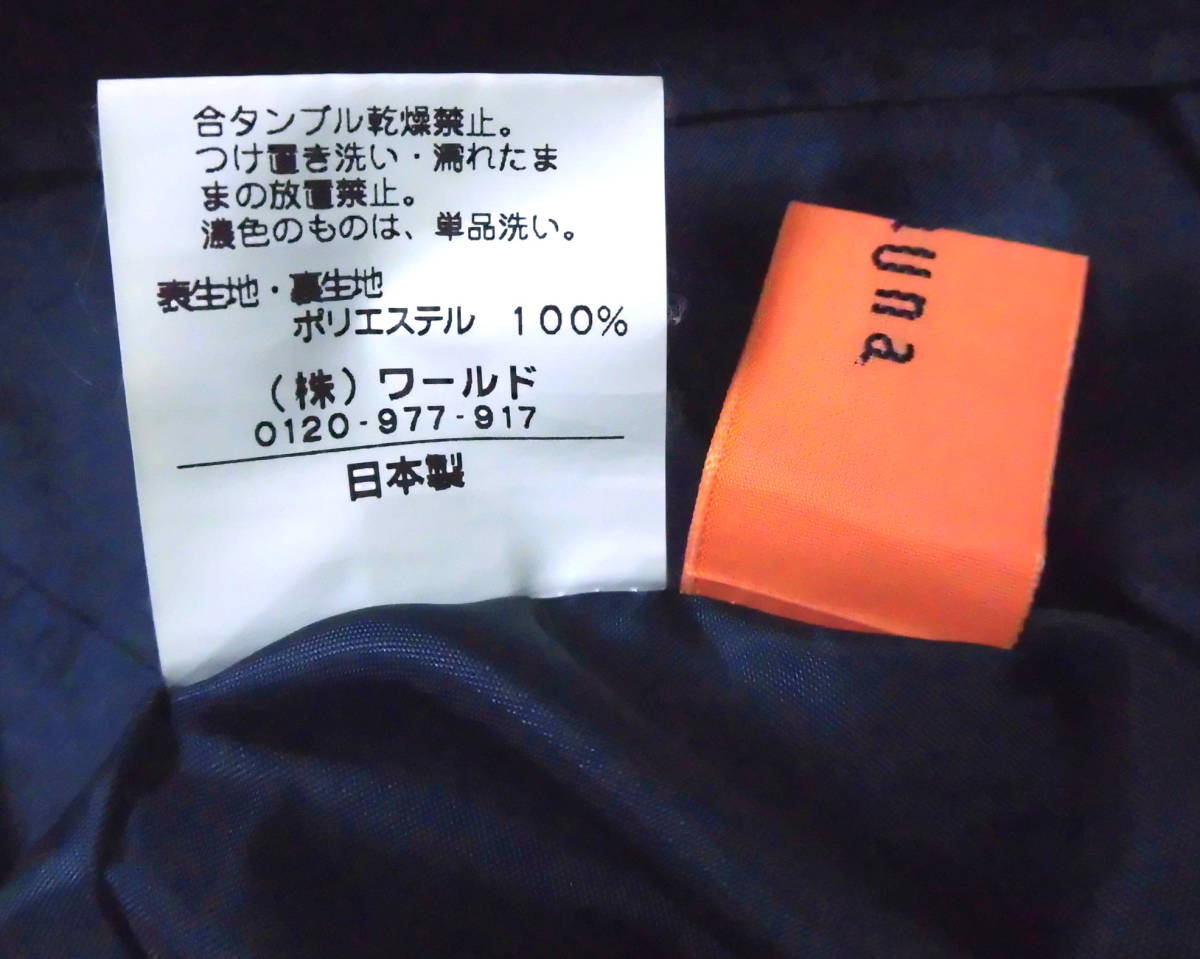 合タンブル乾燥禁止。
つけ置き洗い・濡れたま
まの放置禁止。
濃色のものは、単品洗い。
表生地・裏生地
ポリエステル 100%
(株)ワールド
0120-977-917
日本製